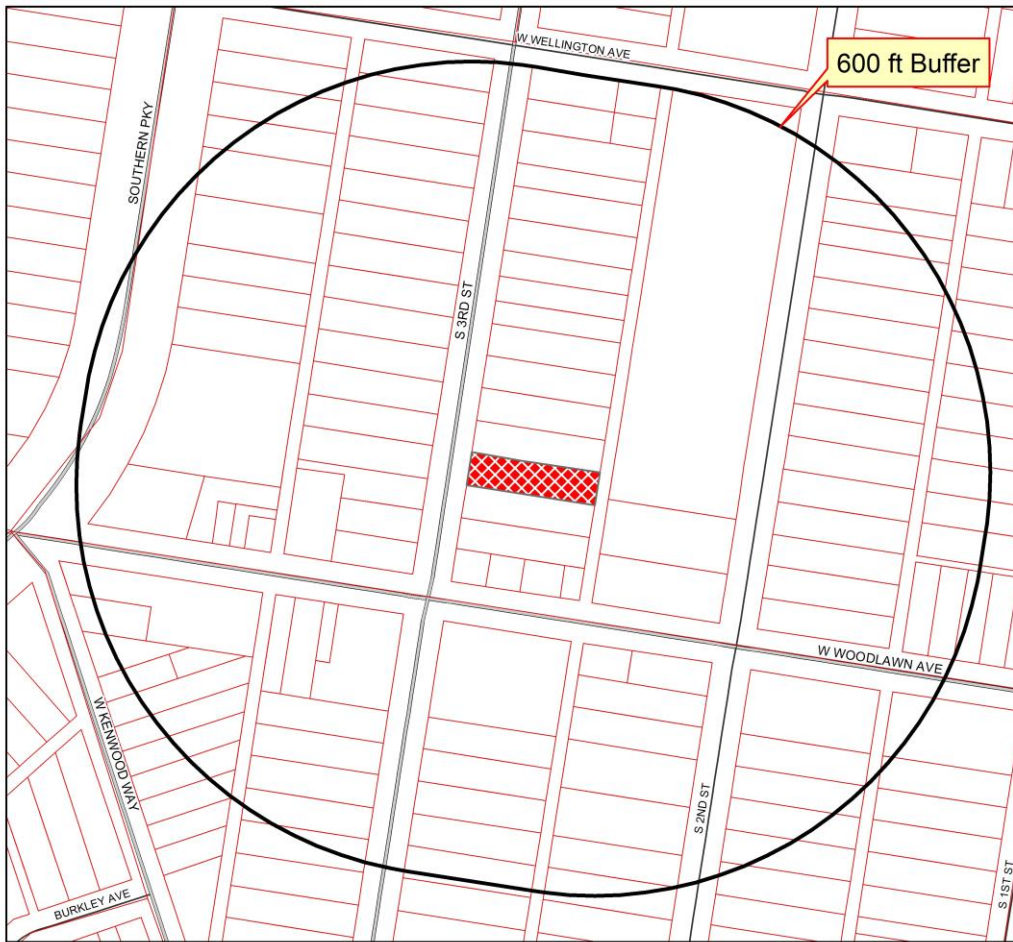 W WELLINGTON AVE
600 ft Buffer
SOUTHERN PKY
S 3RD ST
W WOODLAWN AVE
W KENWOOD WAY
S 2ND ST
BURKLEY AVE
S 1ST ST